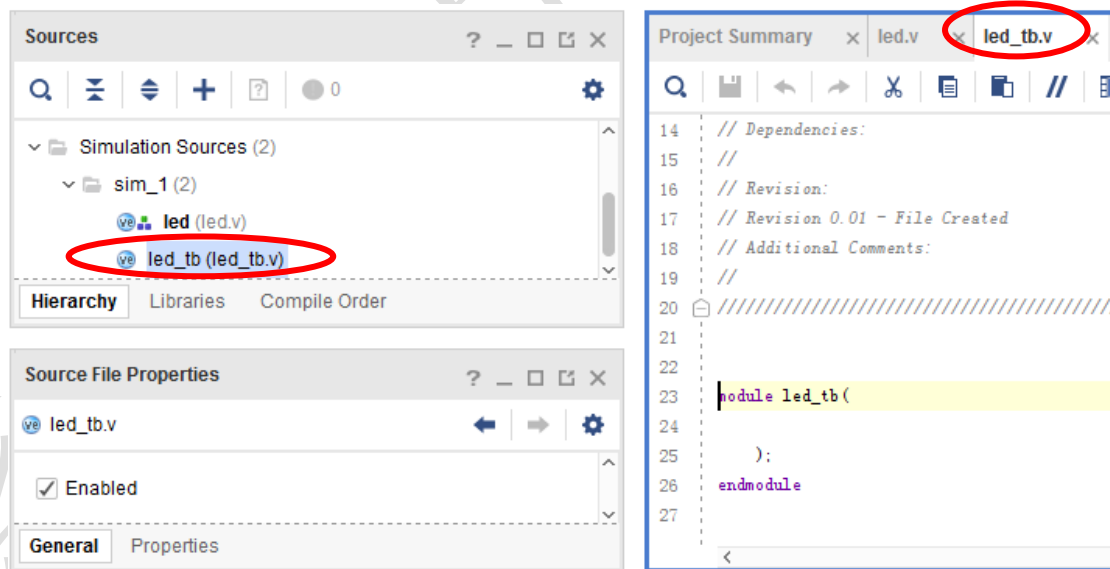 Sources
? _
0
Simulation Sources (2)
sim_1 (2)
led (led.v)
led_tb (led_tb.v)
Hierarchy Libraries Compile Order
Source File Properties
? _
led_tb.v
Enabled
General Properties
Project Summary × led.v × led_tb.v ×
14 // Dependencies:
15 //
16 // Revision:
17 // Revision 0.01 - File Created
18 // Additional Comments:
19 //
20 //////////////////////////////////////////
21
22
23 module led_tb(
24
25 );
26 endmodule
27